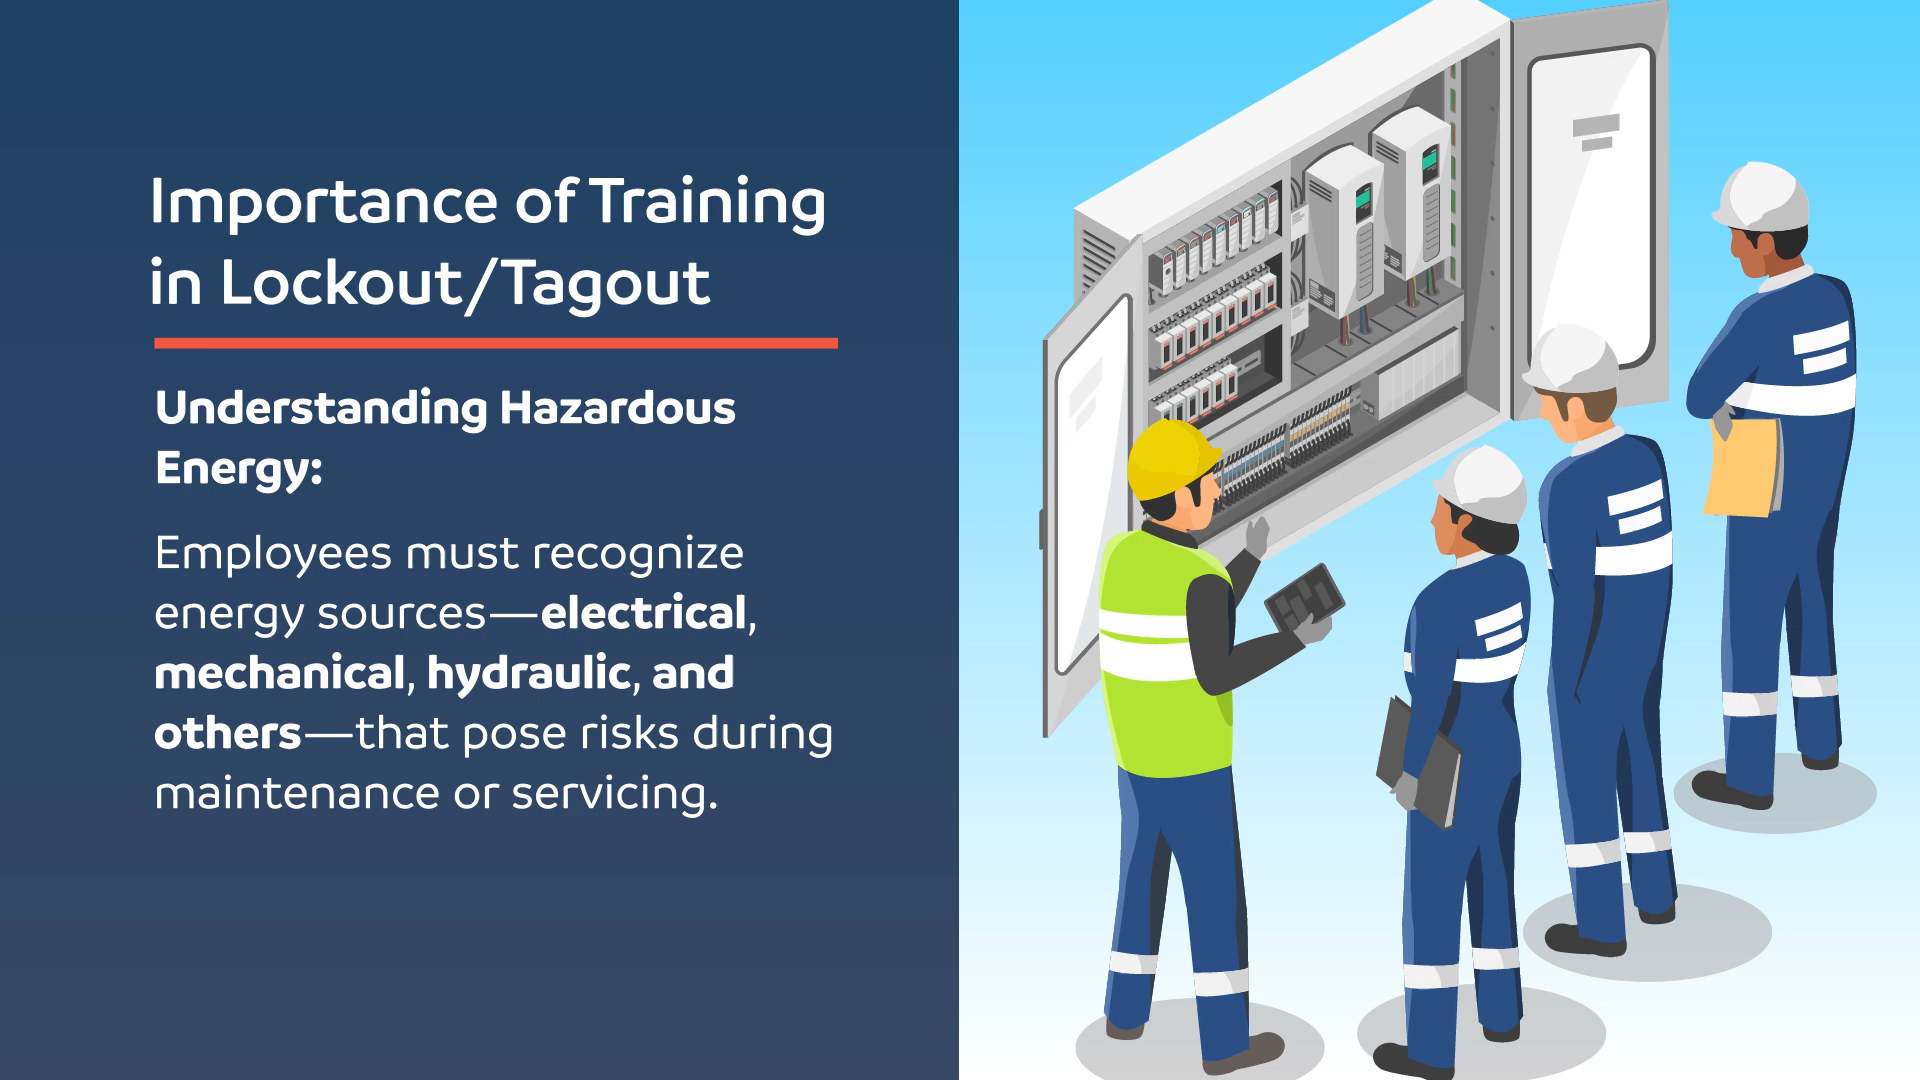 Importance of Training
in Lockout/Tagout
Understanding Hazardous
Energy:
Employees must recognize
energy sources—electrical,
mechanical, hydraulic, and
others—that pose risks during
maintenance or servicing.